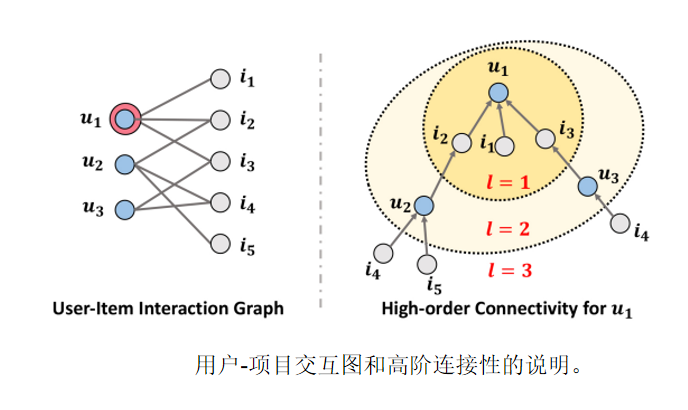 u₁
u₂
u₃
i₁
i₂
i₃
i₄
i₅
User-Item Interaction Graph
u₁
i₂
i₁
i₃
l = 1
u₂
u₃
l = 2
i₄
i₄
i₅
l = 3
High-order Connectivity for u₁
用户-项目交互图和高阶连接性的说明。